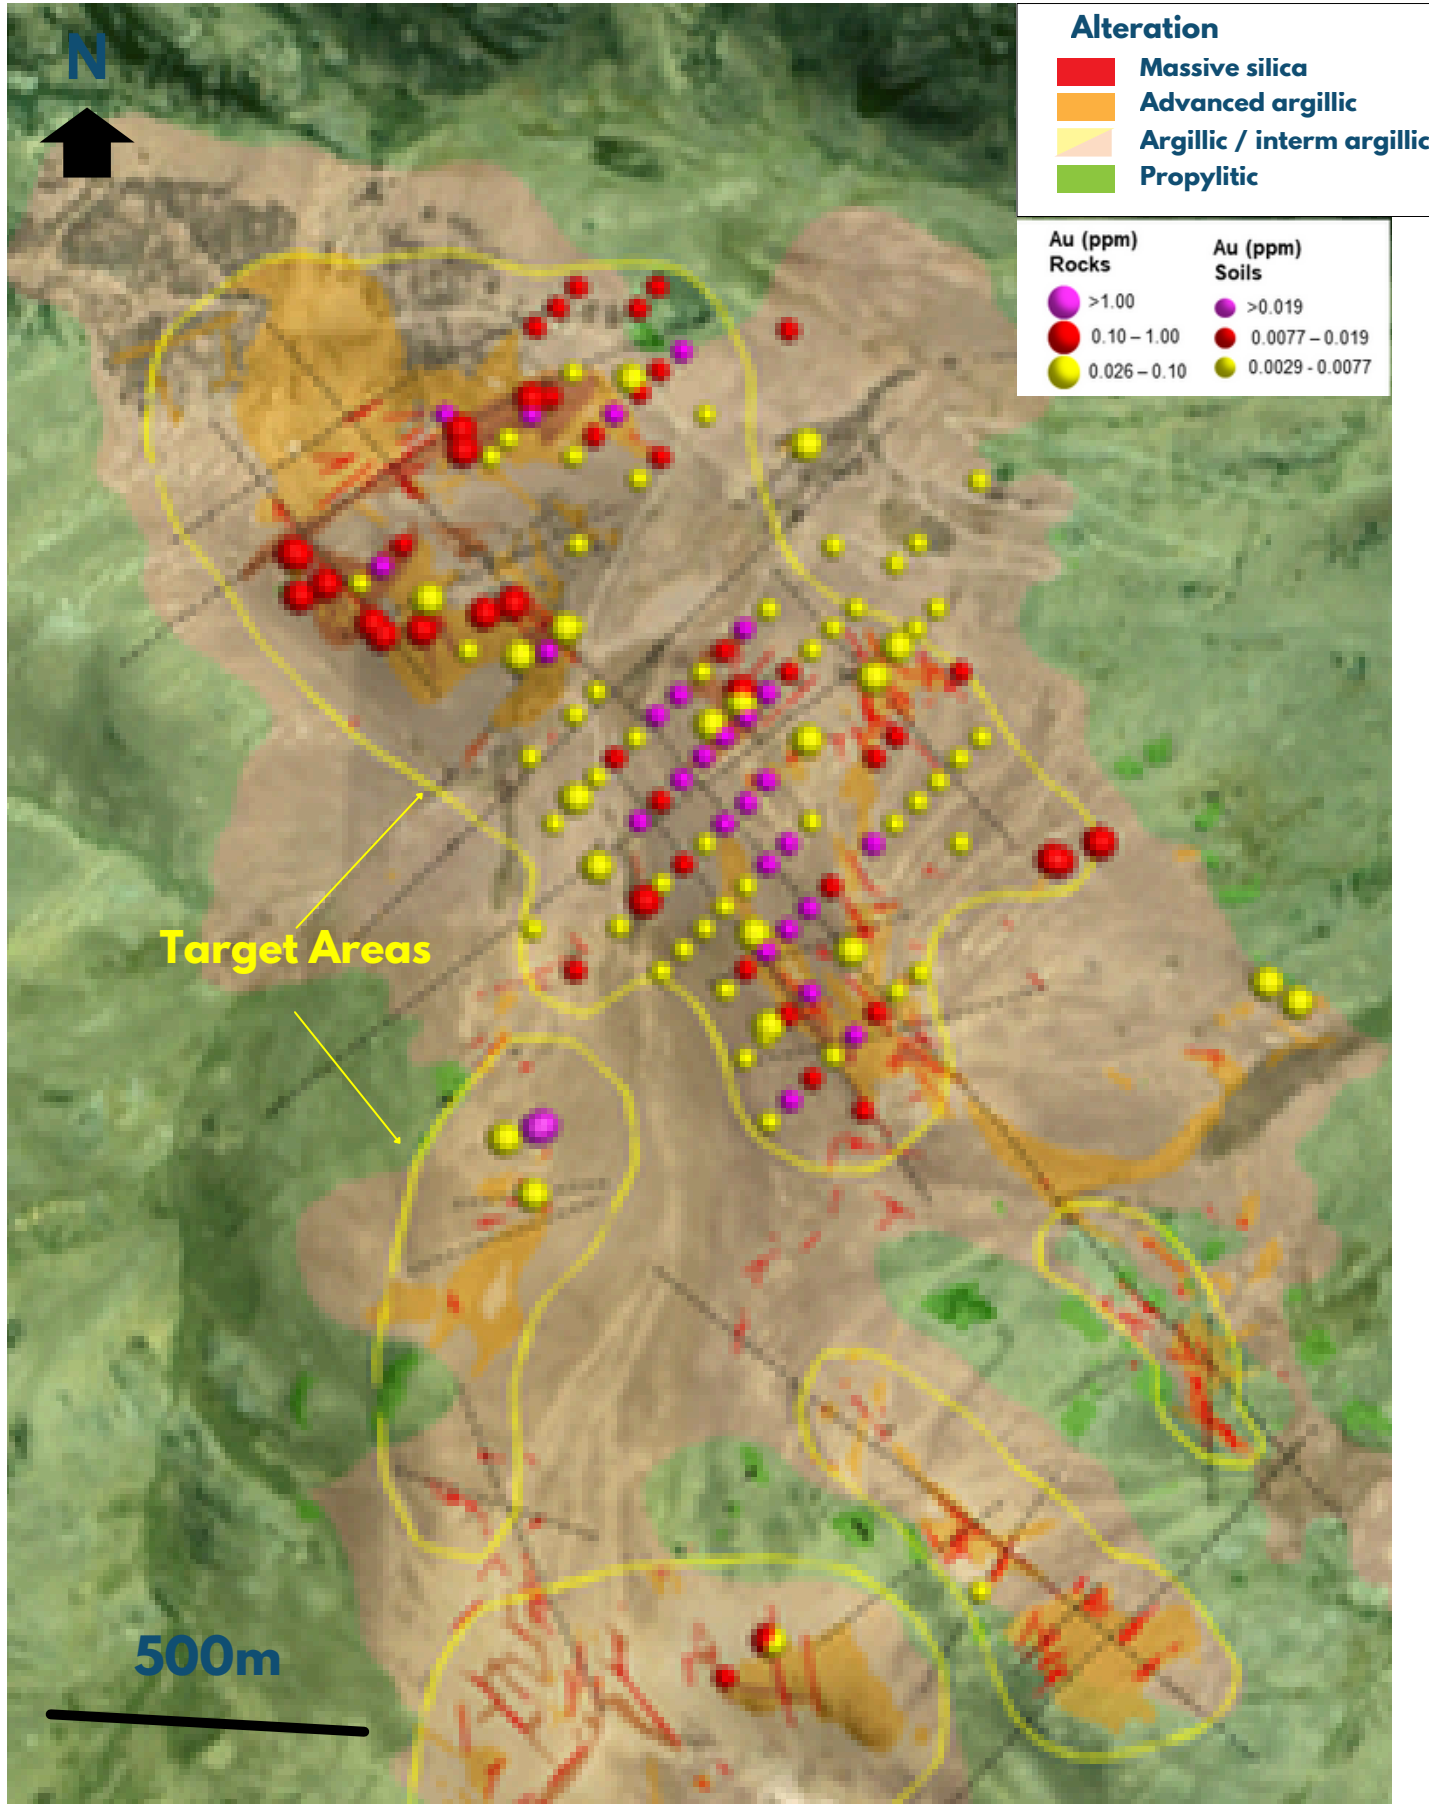 N
Alteration
Massive silica
Advanced argillic
Argillic / interm argillic
Propylitic
Au (ppm)
Rocks
>1.00
0.10 – 1.00
0.026 – 0.10
Au (ppm)
Soils
>0.019
0.0077 – 0.019
0.0029 - 0.0077
Target Areas
500m